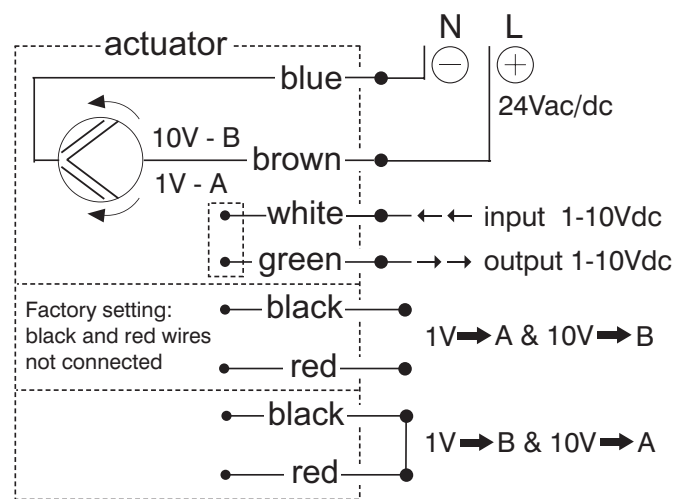 actuator
N L
blue
24Vac/dc
10V - B
brown
1V - A
white
input 1-10Vdc
green
output 1-10Vdc
Factory setting:
black and red wires
not connected
black
1V➡A & 10V➡B
red
black
1V➡B & 10V➡A
red